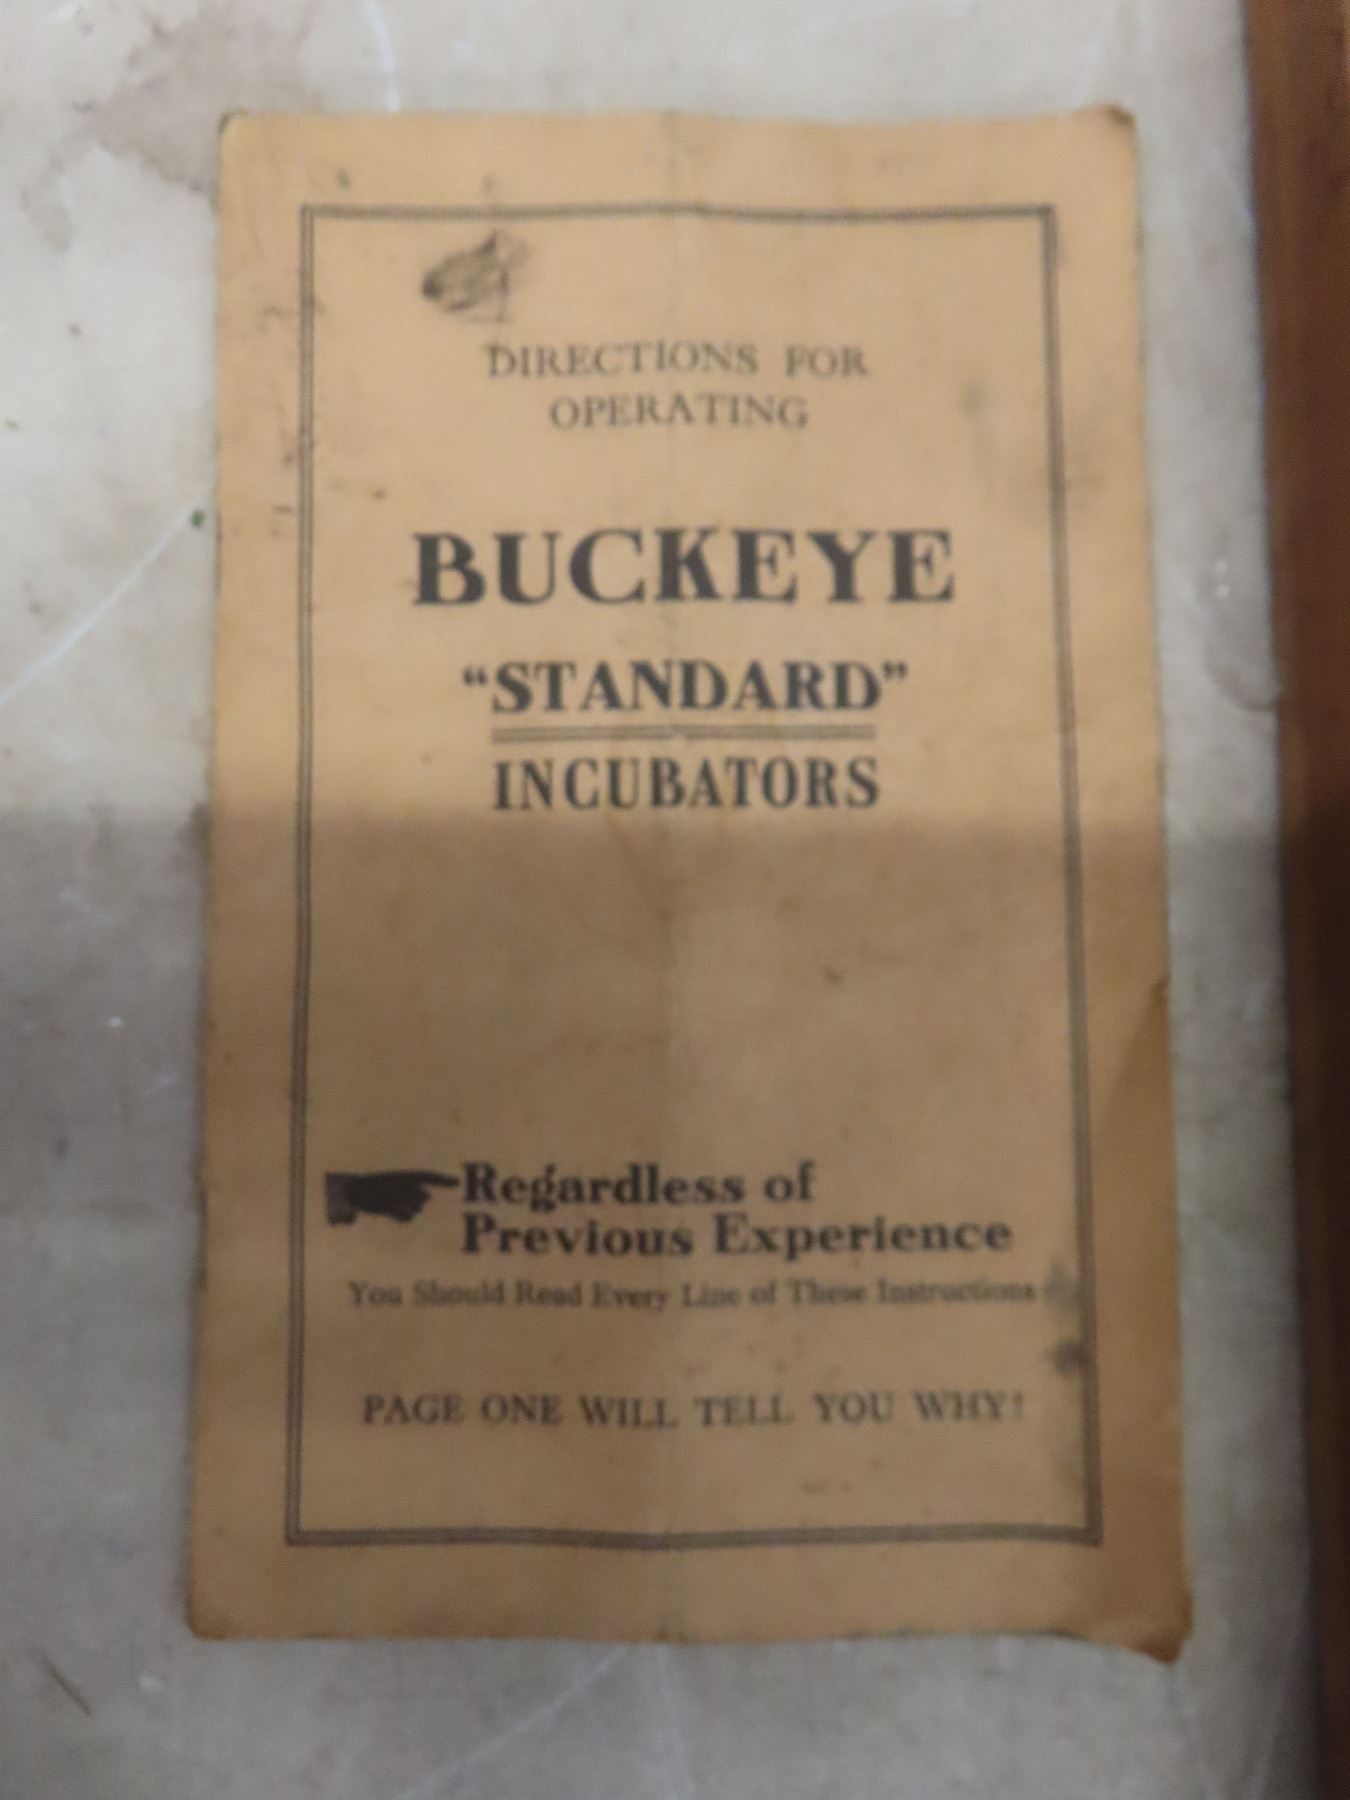 DIRECTIONS FOR
OPERATING
BUCKEYE
“STANDARD”
INCUBATORS
Regardless of
Previous Experience
You Should Read Every Line of These Instructions
PAGE ONE WILL TELL YOU WHY!